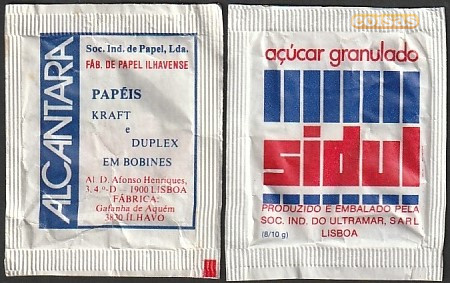 ALCANTARA
Soc. Ind. de Papel, Lda.
FÁB. DE PAPEL ILHAVENSE
PAPÉIS
KRAFT
e
DUPLEX
EM BOBINES
Al. D. Afonso Henriques,
3, 4.º-D - 1900 LISBOA
FÁBRICA:
Gafanha de Aquém
3830 ÍLHAVO
coisas
açúcar granulado
sidul
PRODUZIDO E EMBALADO PELA
SOC. IND. DO ULTRAMAR, SARL
(8/10 g) LISBOA